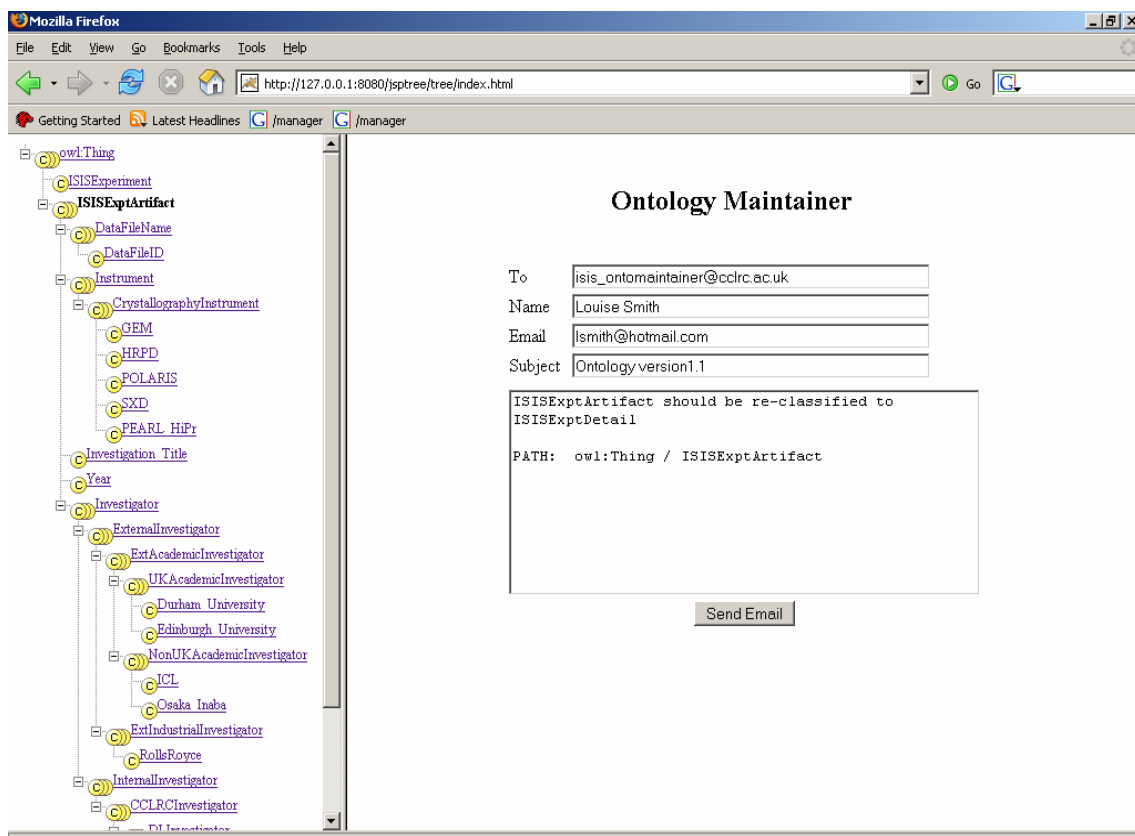 Mozilla Firefox
File Edit View Go Bookmarks Tools Help
http://127.0.0.1:8080/jsptree/tree/index.html Go G
Getting Started Latest Headlines G /manager G /manager
owl:Thing
ISISExperiment
ISISExptArtifact
DataFileName
DataFileID
Instrument
CrystallographyInstrument
GEM
HRPD
POLARIS
SXD
PEARL HiPr
Investigation Title
Year
Investigator
ExternalInvestigator
ExtAcademicInvestigator
UKAcademicInvestigator
Durham University
Edinburgh University
NonUKAcademicInvestigator
ICL
Osaka Inaba
ExtIndustrialInvestigator
RollsRoyce
InternalInvestigator
CCLRCInvestigator
DLInvestigator
Ontology Maintainer
To isis_ontomaintainer@cclrc.ac.uk
Name Louise Smith
Email lsmith@hotmail.com
Subject Ontology version1.1
ISISExptArtifact should be re-classified to
ISISExptDetail
PATH: owl:Thing / ISISExptArtifact
Send Email